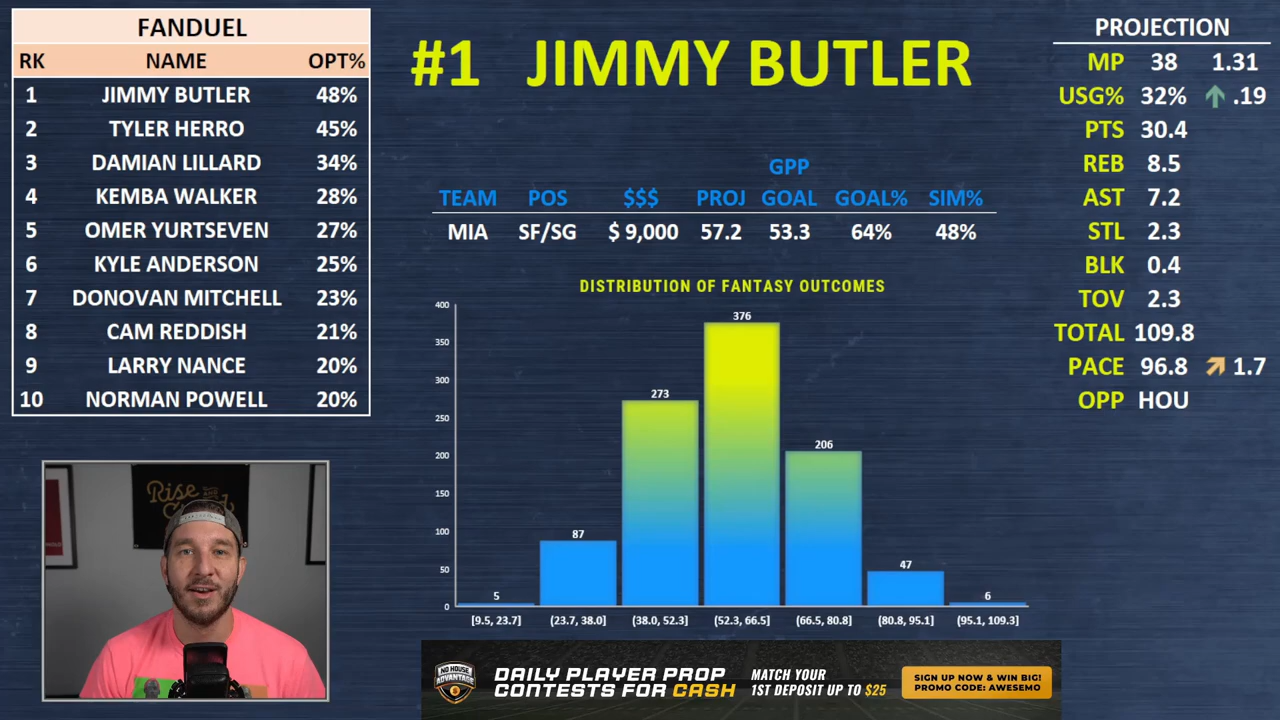 FANDUEL
RK NAME OPT%
1 JIMMY BUTLER 48%
2 TYLER HERRO 45%
3 DAMIAN LILLARD 34%
4 KEMBA WALKER 28%
5 OMER YURTSEVEN 27%
6 KYLE ANDERSON 25%
7 DONOVAN MITCHELL 23%
8 CAM REDDISH 21%
9 LARRY NANCE 20%
10 NORMAN POWELL 20%
#1 JIMMY BUTLER
GPP
TEAM POS $$$ PROJ GOAL GOAL% SIM%
MIA SF/SG $ 9,000 57.2 53.3 64% 48%
DISTRIBUTION OF FANTASY OUTCOMES
400
350
300
250
200
150
100
50
0
5
87
273
376
206
47
6
[9.5, 23.7] (23.7, 38.0] (38.0, 52.3] (52.3, 66.5] (66.5, 80.8] (80.8, 95.1] (95.1, 109.3]
PROJECTION
MP 38 1.31
USG% 32% .19
PTS 30.4
REB 8.5
AST 7.2
STL 2.3
BLK 0.4
TOV 2.3
TOTAL 109.8
PACE 96.8 1.7
OPP HOU
Rise
AND
NO HOUSE
ADVANTAGE
DAILY PLAYER PROP
CONTESTS FOR CASH
MATCH YOUR
1ST DEPOSIT UP TO $25
SIGN UP NOW & WIN BIG!
PROMO CODE: AWESEMO